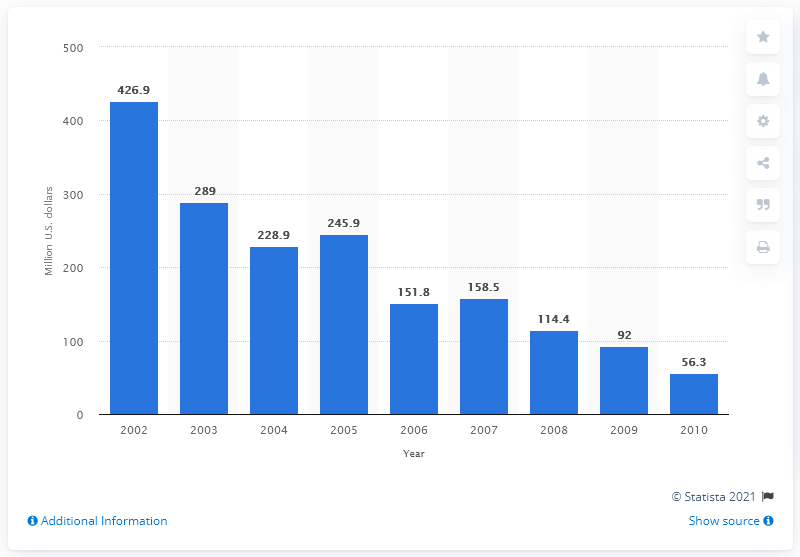 500
400
300
200
100
0
Million U.S. dollars
426.9
289
228.9
245.9
151.8
158.5
114.4
92
56.3
2002 2003 2004 2005 2006 2007 2008 2009 2010
Year
© Statista 2021
Additional Information
Show source